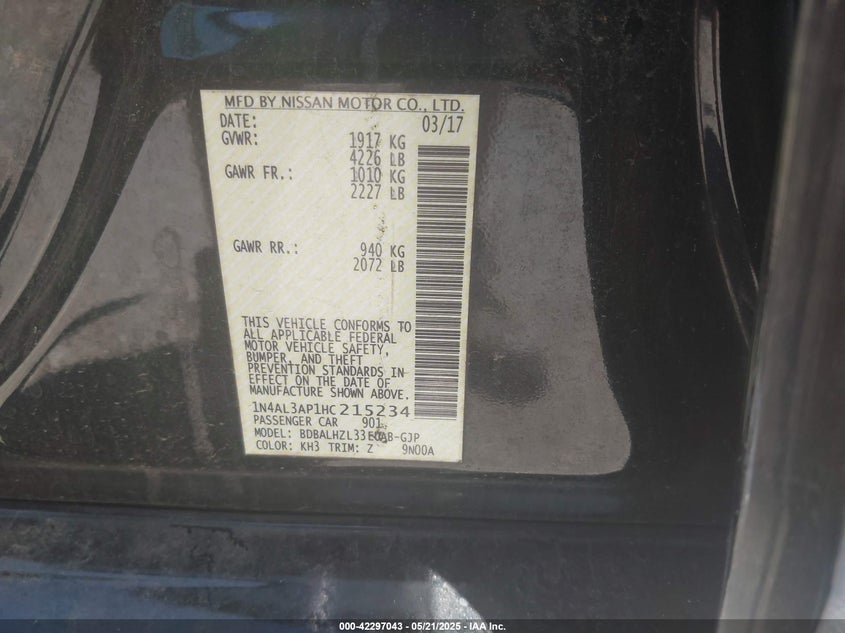 MFD BY NISSAN MOTOR CO., LTD.
DATE: 03/17
GVWR: 1917 KG
4226 LB
GAWR FR.: 1010 KG
2227 LB
GAWR RR.: 940 KG
2072 LB
THIS VEHICLE CONFORMS TO
ALL APPLICABLE FEDERAL
MOTOR VEHICLE SAFETY,
BUMPER, AND THEFT
PREVENTION STANDARDS IN
EFFECT ON THE DATE OF
MANUFACTURE SHOWN ABOVE.
1N4AL3AP1HC215234
PASSENGER CAR 901
MODEL:
COLOR: KH3 TRIM: Z 9N00A
000-42297043 — 05/21/2025 — IAA Inc.